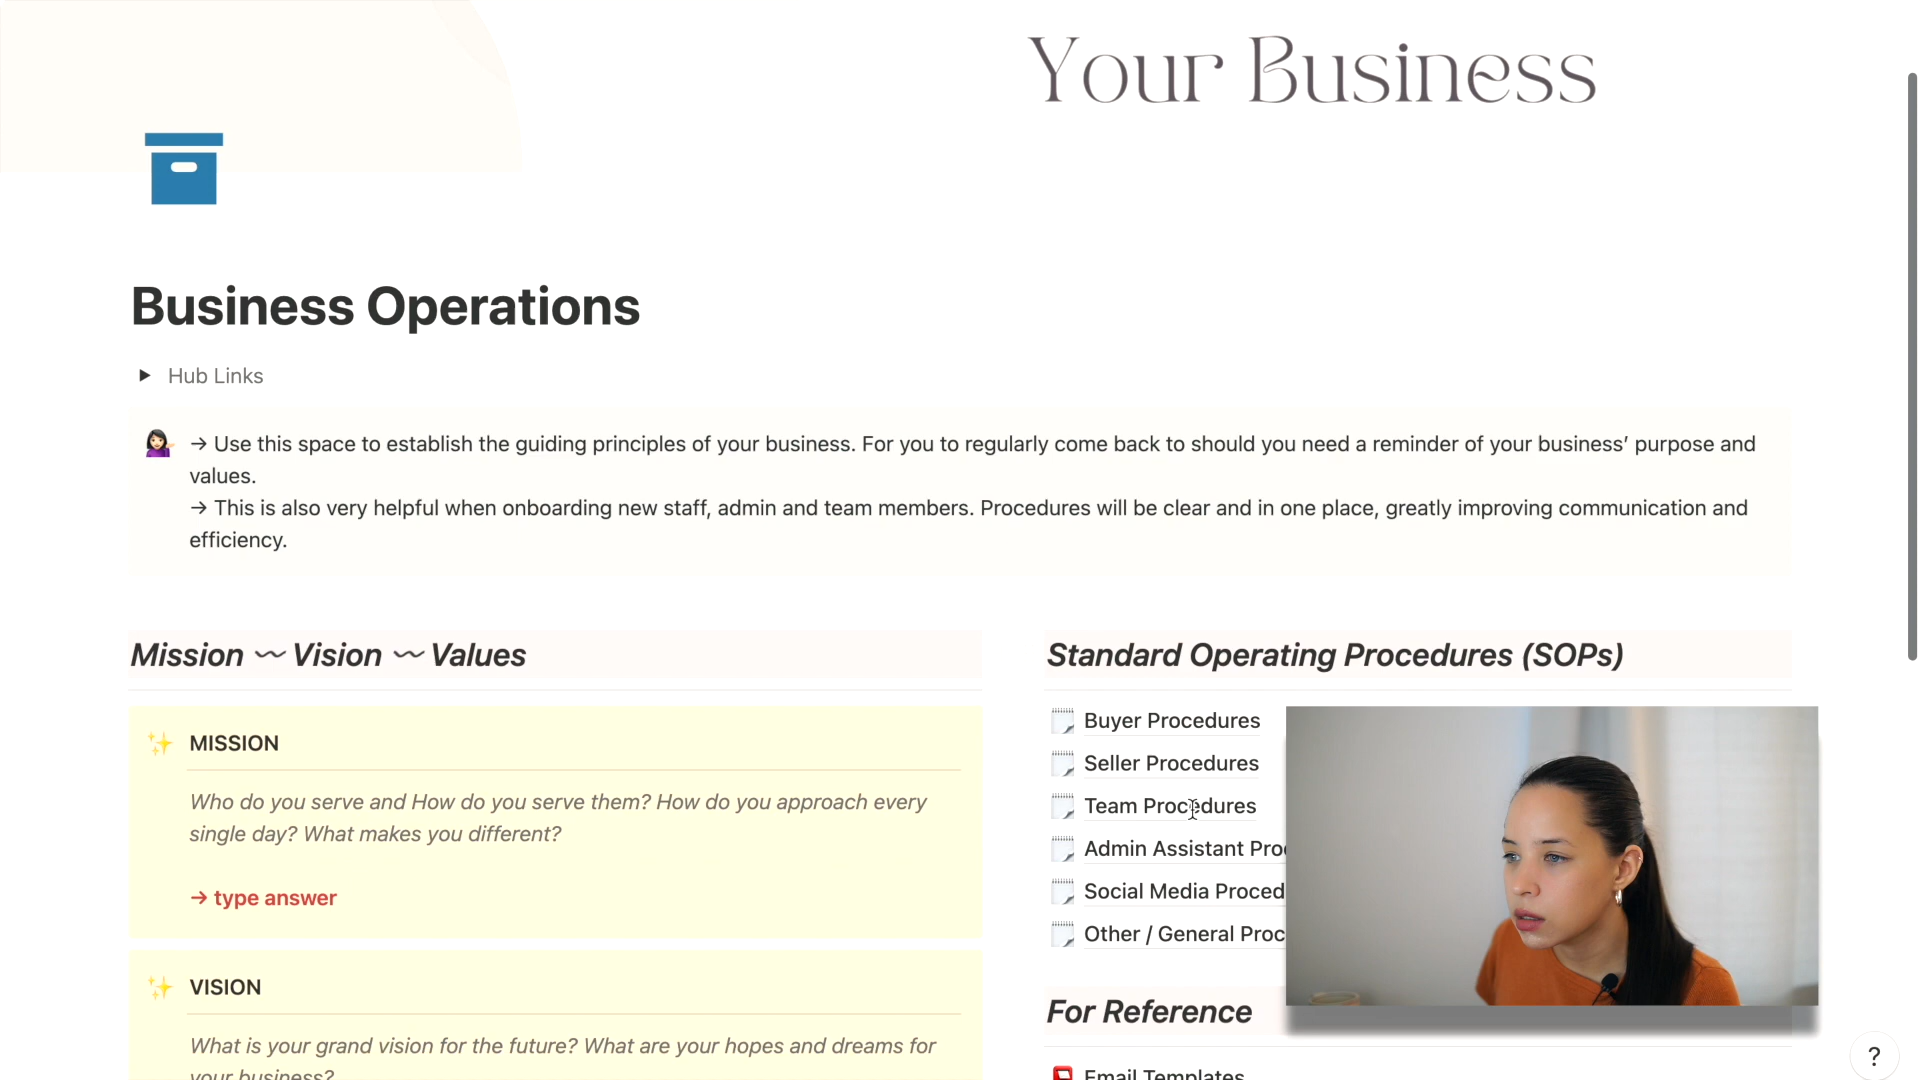 Your Business
Business Operations
Hub Links
→ Use this space to establish the guiding principles of your business. For you to regularly come back to should you need a reminder of your business’ purpose and
values.
→ This is also very helpful when onboarding new staff, admin and team members. Procedures will be clear and in one place, greatly improving communication and
efficiency.
Mission 〰 Vision 〰 Values
MISSION
Who do you serve and How do you serve them? How do you approach every
single day? What makes you different?
→ type answer
VISION
What is your grand vision for the future? What are your hopes and dreams for
your business?
Standard Operating Procedures (SOPs)
Buyer Procedures
Seller Procedures
Team Procedures
Admin Assistant Proc
Social Media Proced
Other / General Proc
For Reference
Email Templates
?